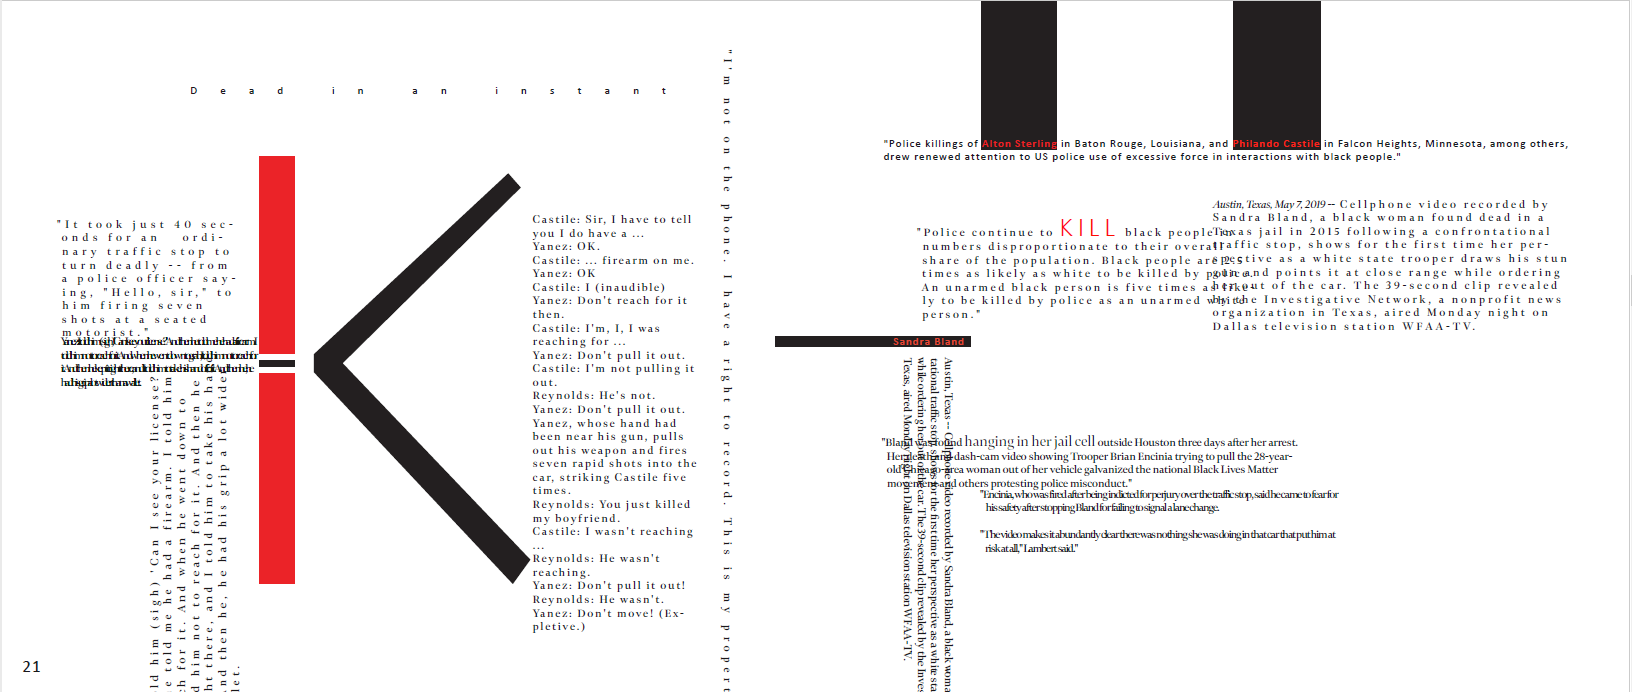 Dead in an instant
"It took just 40 sec-
onds for an ordi-
nary traffic stop to
turn deadly -- from
a police officer say-
ing, "Hello, sir," to
him firing seven
shots at a seated
motorist."
old him (sigh) 'Can I see your license?
e told me he had a firearm. I told him
ch for it. And when he went down to
d him not to reach for it. And then he
ht there, and I told him to take his ha
nd then he, he had his grip a lot wide
let.
Castile: Sir, I have to tell
you I do have a ...
Yanez: OK.
Castile: ... firearm on me.
Yanez: OK
Castile: I (inaudible)
Yanez: Don't reach for it
then.
Castile: I'm, I, I was
reaching for ...
Yanez: Don't pull it out.
Castile: I'm not pulling it
out.
Reynolds: He's not.
Yanez: Don't pull it out.
Yanez, whose hand had
been near his gun, pulls
out his weapon and fires
seven rapid shots into the
car, striking Castile five
times.
Reynolds: You just killed
my boyfriend.
Castile: I wasn't reaching
...
Reynolds: He wasn't
reaching.
Yanez: Don't pull it out!
Reynolds: He wasn't.
Yanez: Don't move! (Ex-
pletive.)
21
"I'm not on the phone. I have a right to record. This is my propert
"Police killings of Alton Sterling in Baton Rouge, Louisiana, and Philando Castile in Falcon Heights, Minnesota, among others,
drew renewed attention to US police use of excessive force in interactions with black people."
"Police continue to KILL black people in
numbers disproportionate to their overall
share of the population. Black people are 2.5
times as likely as white to be killed by police.
An unarmed black person is five times as like-
ly to be killed by police as an unarmed white
person."
Austin, Texas, May 7, 2019 -- Cellphone video recorded by
Sandra Bland, a black woman found dead in a
Texas jail in 2015 following a confrontational
traffic stop, shows for the first time her per-
spective as a white state trooper draws his stun
gun and points it at close range while ordering
her out of the car. The 39-second clip revealed
by the Investigative Network, a nonprofit news
organization in Texas, aired Monday night on
Dallas television station WFAA-TV.
Sandra Bland
Austin, Texas -- Cellphone video recorded by Sandra Bland, a black woma
tational traffic stop, shows for the first time her perspective as a white sta
while ordering her out of the car. The 39-second clip revealed by the Inves
Texas, aired Monday night on Dallas television station WFAA-TV.
"Bland was found hanging in her jail cell outside Houston three days after her arrest.
Her death and dash-cam video showing Trooper Brian Encinia trying to pull the 28-year-
old Chicago-area woman out of her vehicle galvanized the national Black Lives Matter
movement and others protesting police misconduct."
"Encinia, who was fired after being indicted for perjury over the traffic stop, said he came to fear for
his safety after stopping Bland for failing to signal a lane change.
"The video makes it abundantly clear there was nothing she was doing in that car that put him at
risk at all," Lambert said."